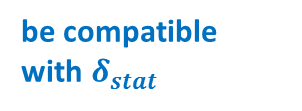 be compatible
with δ_stat